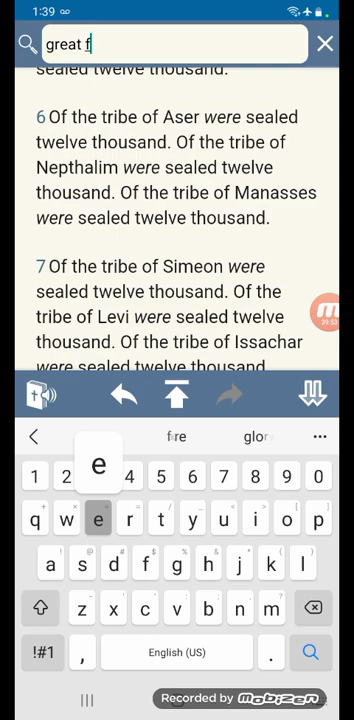 1:39
great f
sealed twelve thousand.
6 Of the tribe of Aser were sealed
twelve thousand. Of the tribe of
Nepthalim were sealed twelve
thousand. Of the tribe of Manasses
were sealed twelve thousand.
7 Of the tribe of Simeon were
sealed twelve thousand. Of the
tribe of Levi were sealed twelve
thousand. Of the tribe of Issachar
were sealed twelve thousand
39:53
e
1 2 4 5 6 7 8 9 0
q w e r t y u i o p
a s d f g h j k l
z x c v b n m
!#1 , English (US) .
Recorded by mobizen